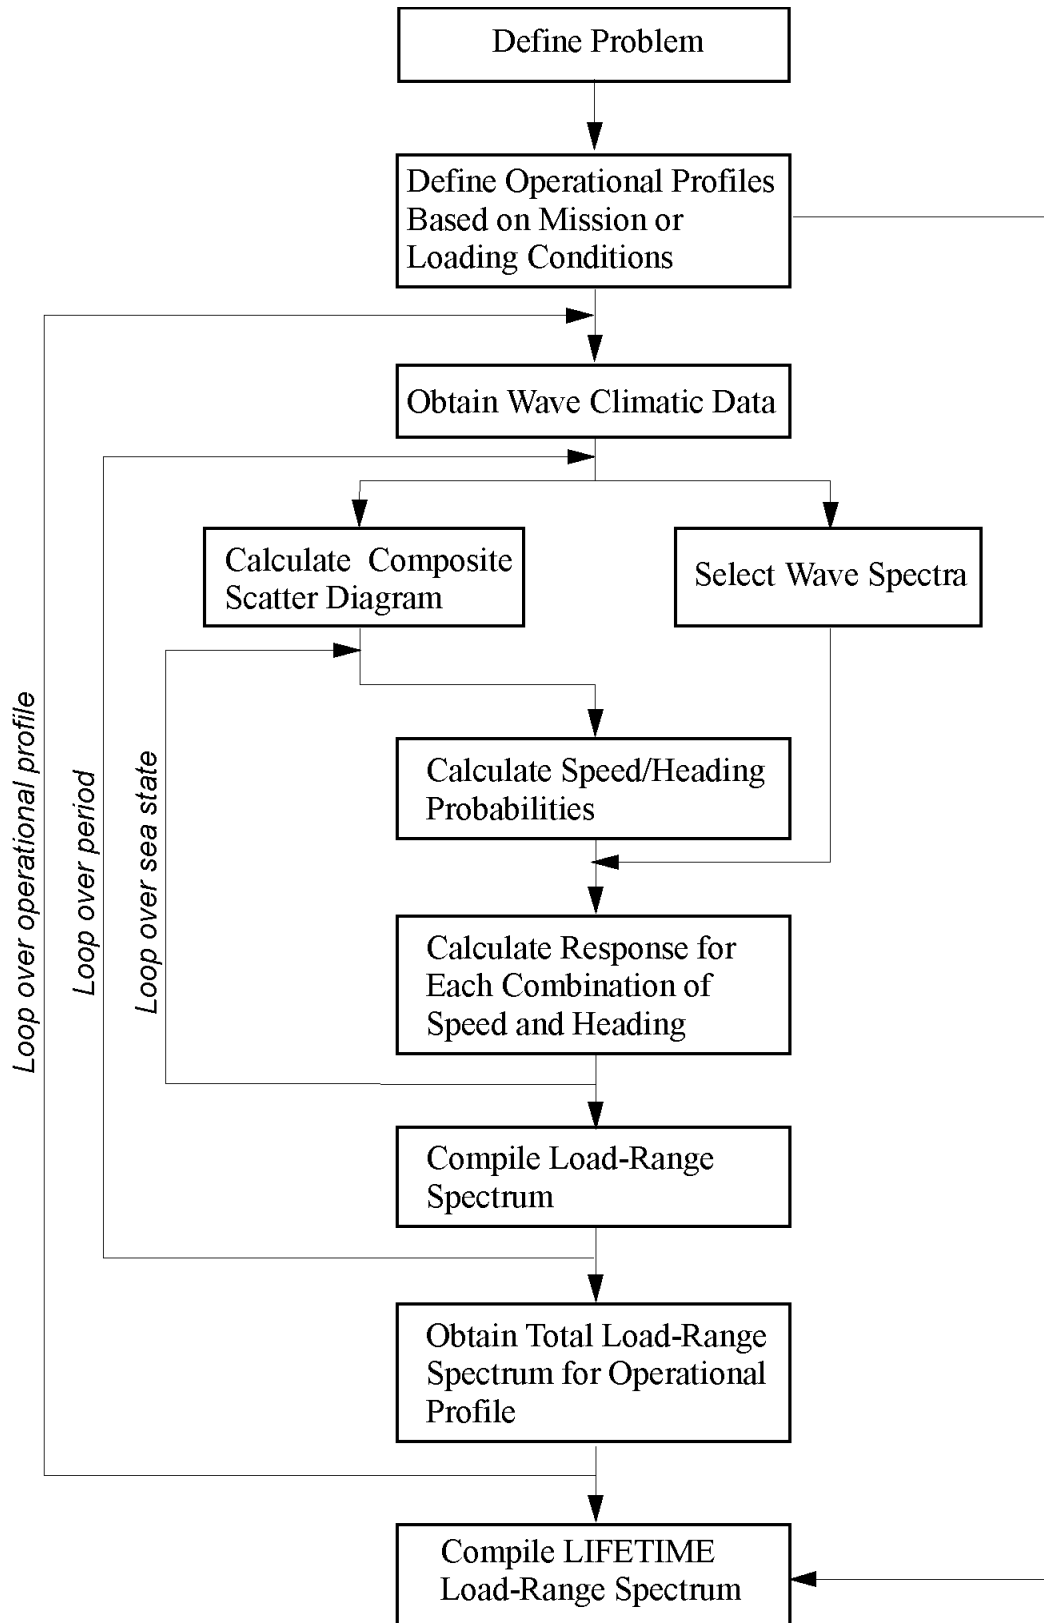 Define Problem
Define Operational Profiles
Based on Mission or
Loading Conditions
Obtain Wave Climatic Data
Calculate Composite
Scatter Diagram
Select Wave Spectra
Calculate Speed/Heading
Probabilities
Calculate Response for
Each Combination of
Speed and Heading
Compile Load-Range
Spectrum
Obtain Total Load-Range
Spectrum for Operational
Profile
Compile LIFETIME
Load-Range Spectrum
Loop over operational profile
Loop over period
Loop over sea state